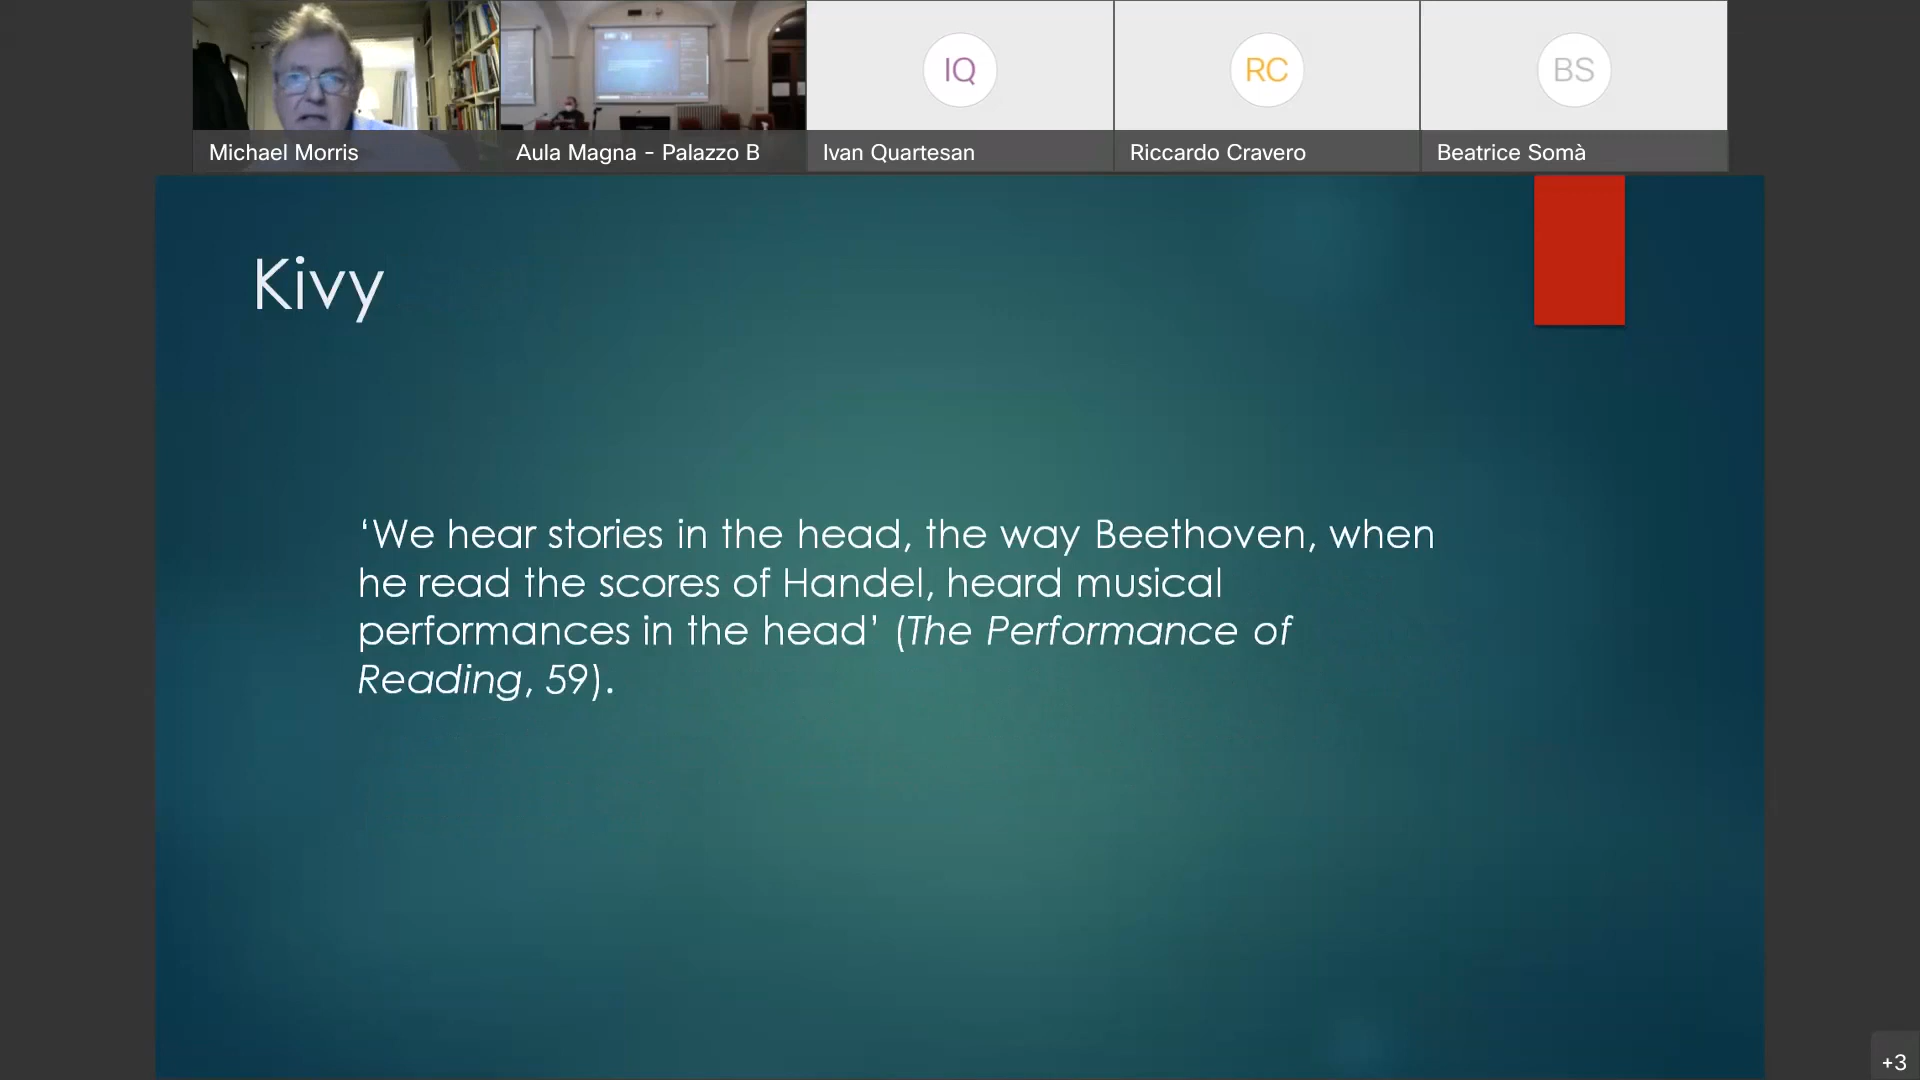 IQ
RC
BS
Michael Morris
Aula Magna - Palazzo B
Ivan Quartesan
Riccardo Cravero
Beatrice Somà
Kivy
‘We hear stories in the head, the way Beethoven, when
he read the scores of Handel, heard musical
performances in the head’ (The Performance of
Reading, 59).
+3